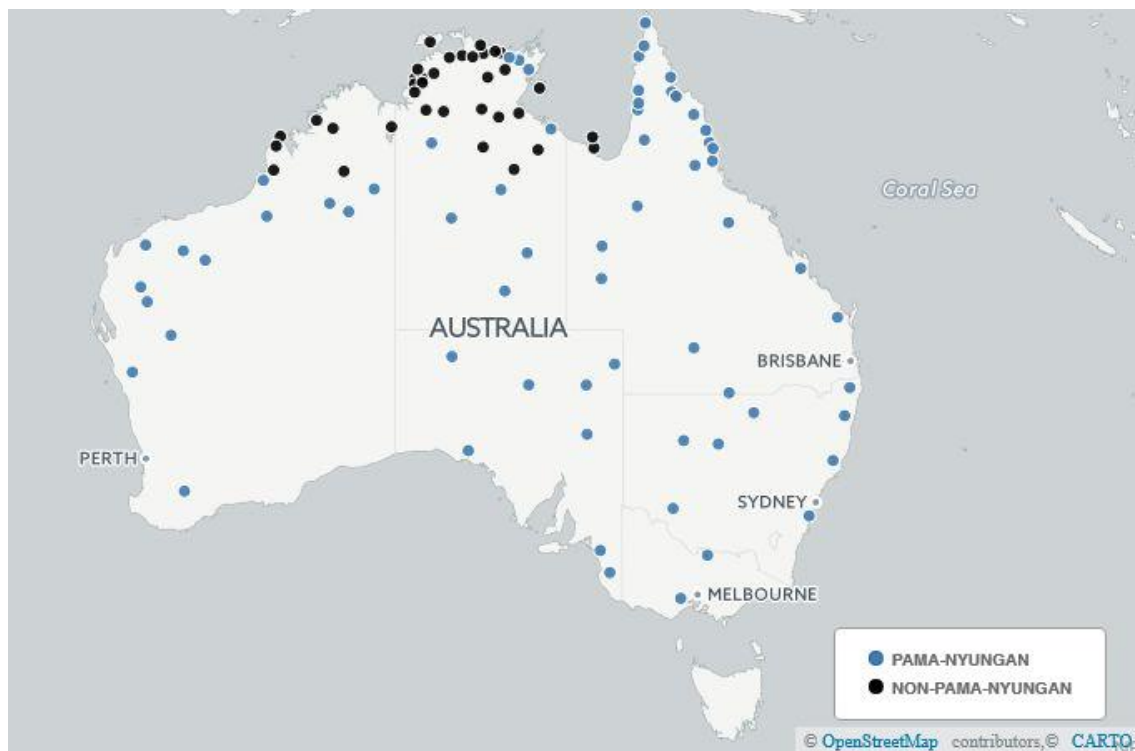 Coral Sea
AUSTRALIA
BRISBANE
PERTH
SYDNEY
MELBOURNE
PAMA-NYUNGAN
NON-PAMA-NYUNGAN
© OpenStreetMap contributors,© CARTO